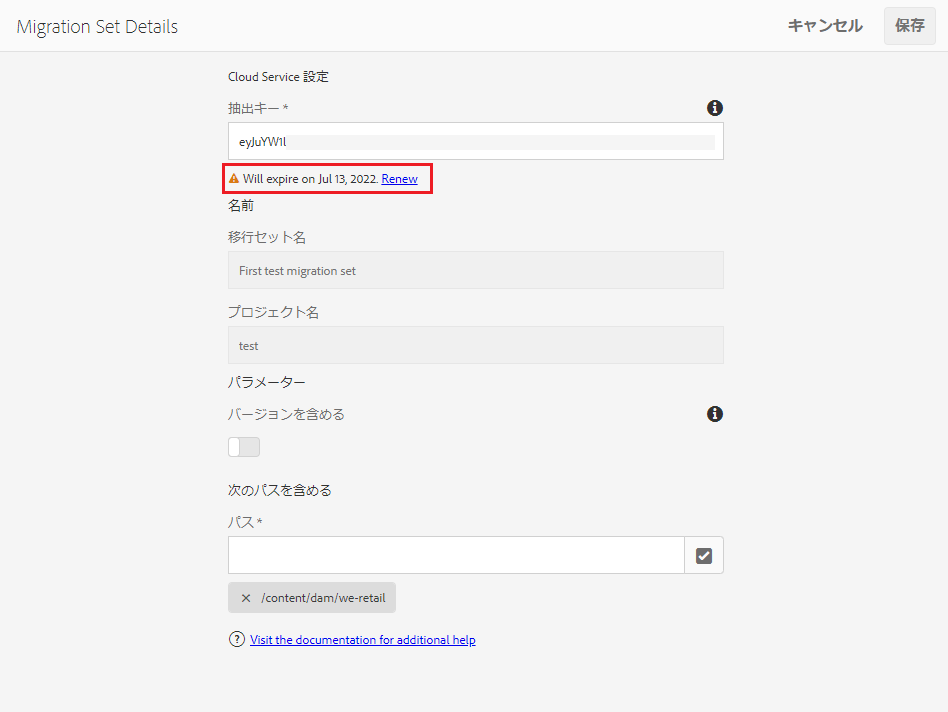 Migration Set Details
キャンセル
保存
Cloud Service 設定
抽出キー *
eyJuYW1l
Will expire on Jul 13, 2022. Renew
名前
移行セット名
First test migration set
プロジェクト名
test
パラメーター
バージョンを含める
次のパスを含める
パス *
/content/dam/we-retail
Visit the documentation for additional help